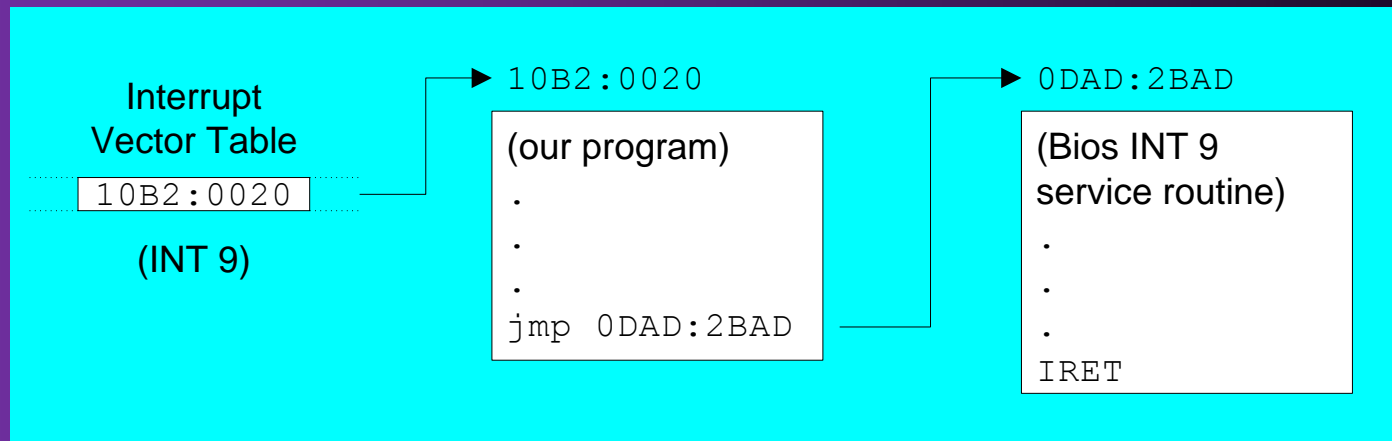 Interrupt
Vector Table
10B2:0020
(INT 9)
10B2:0020
(our program)
.
.
.
jmp 0DAD:2BAD
0DAD:2BAD
(Bios INT 9
service routine)
.
.
.
IRET